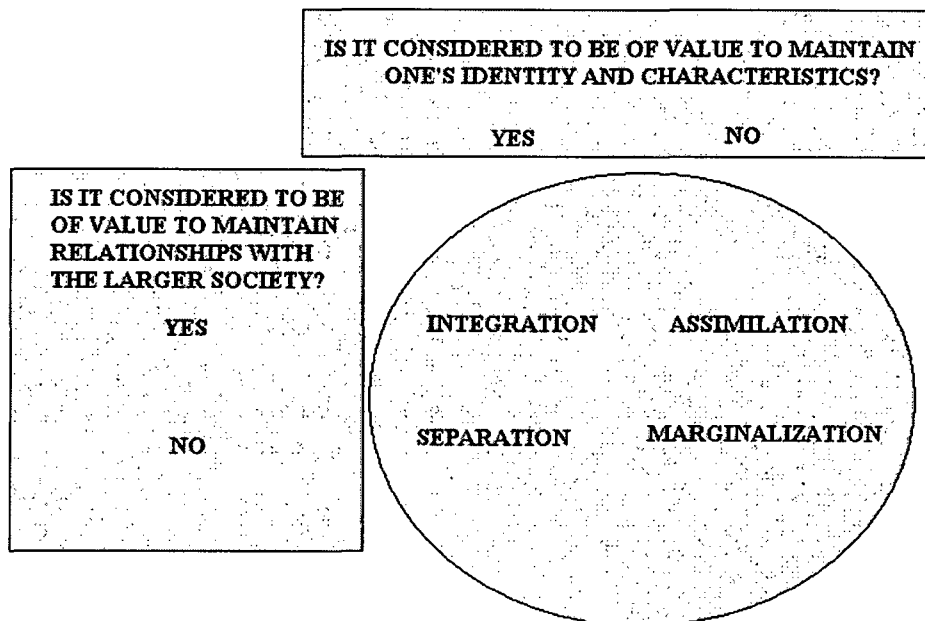 IS IT CONSIDERED TO BE OF VALUE TO MAINTAIN
ONE'S IDENTITY AND CHARACTERISTICS?
YES NO
IS IT CONSIDERED TO BE
OF VALUE TO MAINTAIN
RELATIONSHIPS WITH
THE LARGER SOCIETY?
YES
NO
INTEGRATION ASSIMILATION
SEPARATION MARGINALIZATION